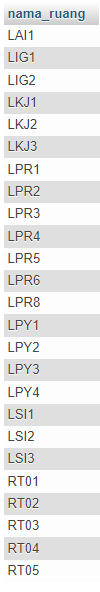 nama_ruang
LAI1
LIG1
LIG2
LKJ1
LKJ2
LKJ3
LPR1
LPR2
LPR3
LPR4
LPR5
LPR6
LPR8
LPY1
LPY2
LPY3
LPY4
LSI1
LSI2
LSI3
RT01
RT02
RT03
RT04
RT05